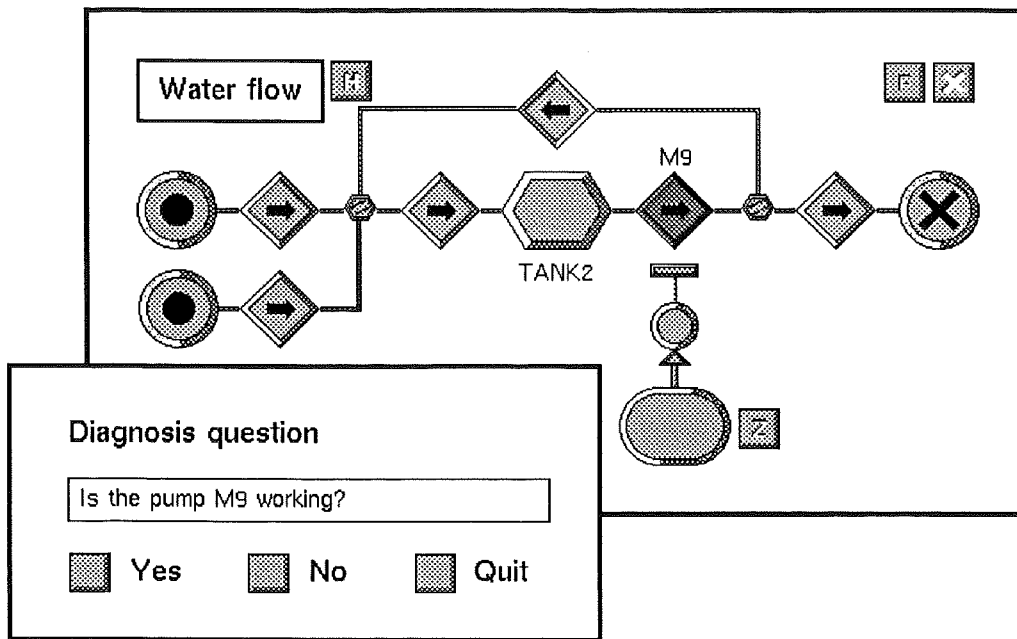 Water flow
M9
TANK2
Z
Diagnosis question
Is the pump M9 working?
Yes No Quit